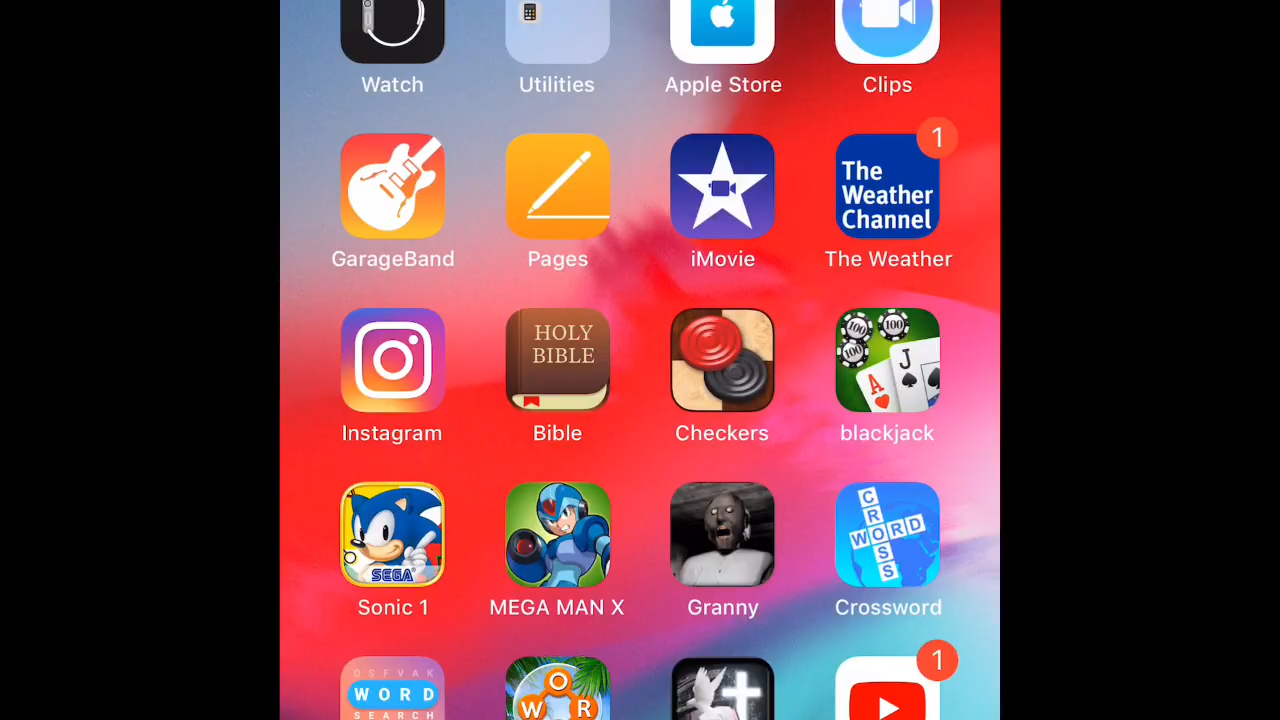 Watch
Utilities
Apple Store
Clips
1
The
Weather
Channel
GarageBand
Pages
iMovie
The Weather
HOLY
BIBLE
100
100
100
A
J
Instagram
Bible
Checkers
blackjack
SEGA
CROSS
WORD
Sonic 1
MEGA MAN X
Granny
Crossword
1
O S F V A K
WORD
SEARCH
O
W
R